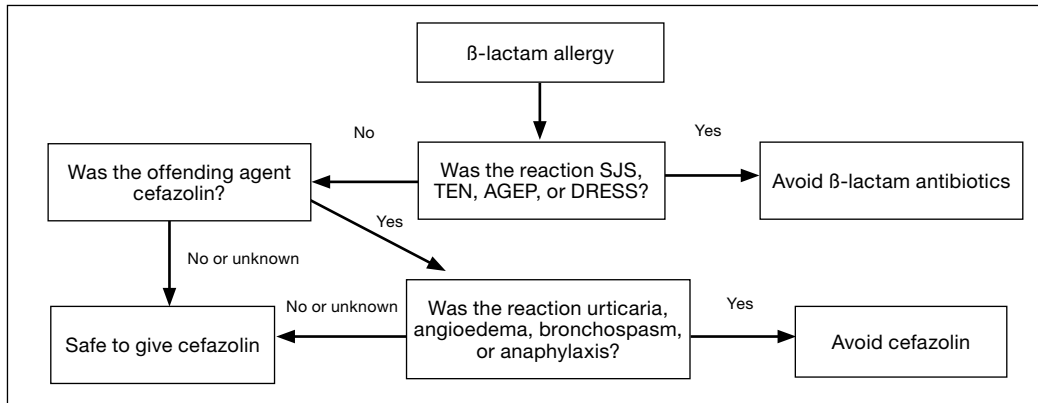 ß-lactam allergy
No
Yes
Was the offending agent
cefazolin?
Was the reaction SJS,
TEN, AGEP, or DRESS?
Avoid ß-lactam antibiotics
Yes
No or unknown
No or unknown
Was the reaction urticaria,
angioedema, bronchospasm,
or anaphylaxis?
Yes
Safe to give cefazolin
Avoid cefazolin